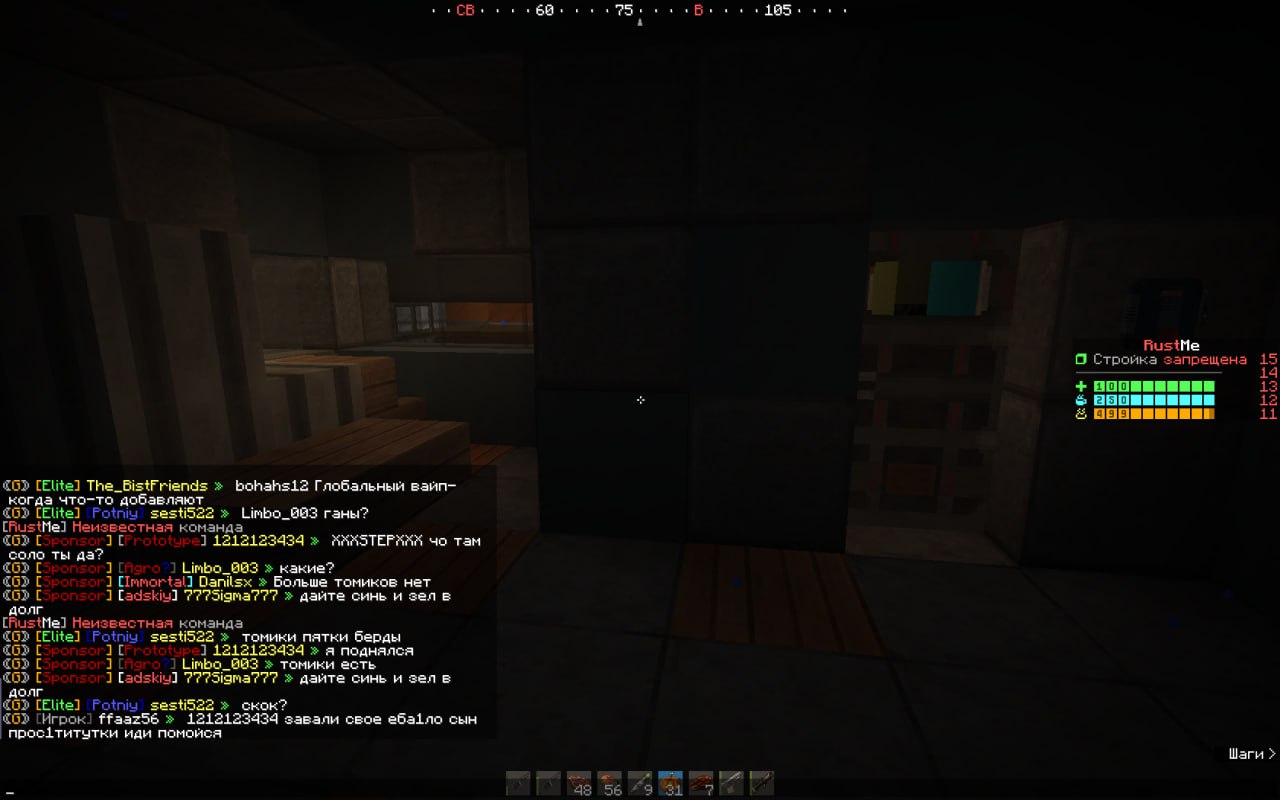 СВ 60 75 В 105
RustMe
Стройка запрещена 15
14
100 13
250 12
499 11
(G) [Elite] The_BistFriends » bohahs12 Глобальный вайп-
когда что-то добавляют
(G) [Elite] [Potniy] sesti522 » Limbo_003 ганы?
[RustMe] Неизвестная команда
(G) [Sponsor] [Prototype] 1212123434 » XXXSTEPXXX чо там
соло ты да?
(G) [Sponsor] [Agro?] Limbo_003 » какие?
(G) [Sponsor] [Immortal] Danilsx » Больше томиков нет
(G) [Sponsor] [adskiy] 777Sigma777 » дайте синь и зел в
долг
[RustMe] Неизвестная команда
(G) [Elite] [Potniy] sesti522 » томики пятки берды
(G) [Sponsor] [Prototype] 1212123434 » я поднялся
(G) [Sponsor] [Agro?] Limbo_003 » томики есть
(G) [Sponsor] [adskiy] 777Sigma777 » дайте синь и зел в
долг
(G) [Elite] [Potniy] sesti522 » скок?
(G) [Игрок] ffaaz56 » 1212123434 завали свое еба1ло сын
прос1титутки иди помойся
Шаги >
48 56 9 31 7
_